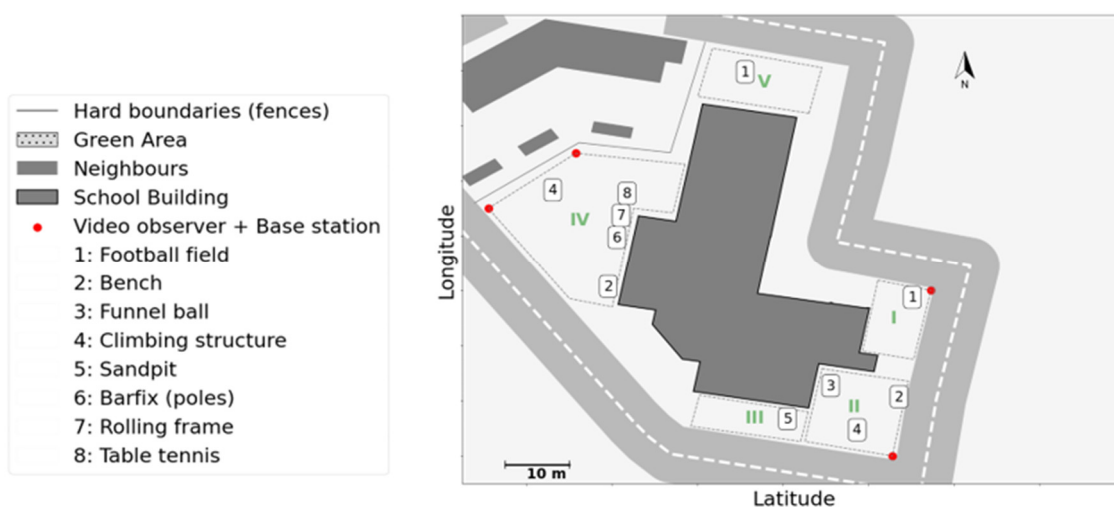 Hard boundaries (fences)
Green Area
Neighbours
School Building
Video observer + Base station
1: Football field
2: Bench
3: Funnel ball
4: Climbing structure
5: Sandpit
6: Barfix (poles)
7: Rolling frame
8: Table tennis
Longitude
1
V
N
4
8
IV
7
6
2
1
I
3
2
II
III
5
4
10 m
Latitude